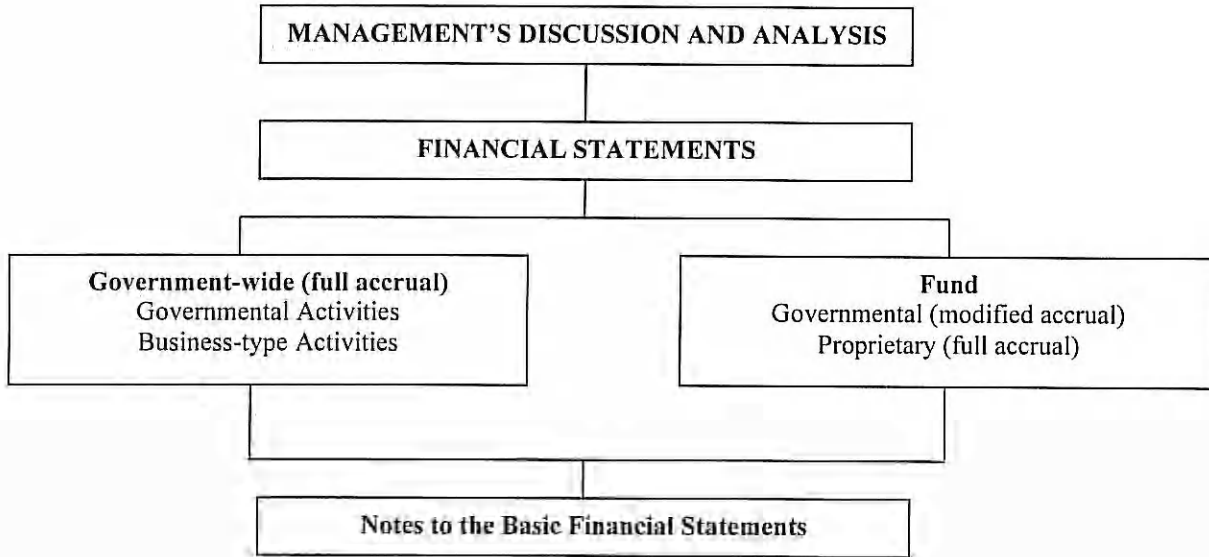 MANAGEMENT'S DISCUSSION AND ANALYSIS
FINANCIAL STATEMENTS
Government-wide (full accrual)
Governmental Activities
Business-type Activities
Fund
Governmental (modified accrual)
Proprietary (full accrual)
Notes to the Basic Financial Statements